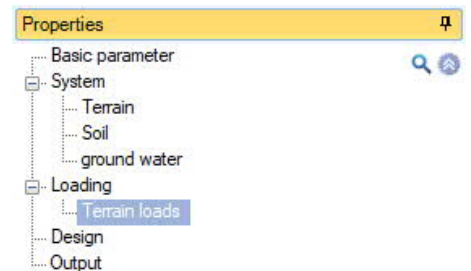 Properties
Basic parameter
System
Terrain
Soil
ground water
Loading
Terrain loads
Design
Output